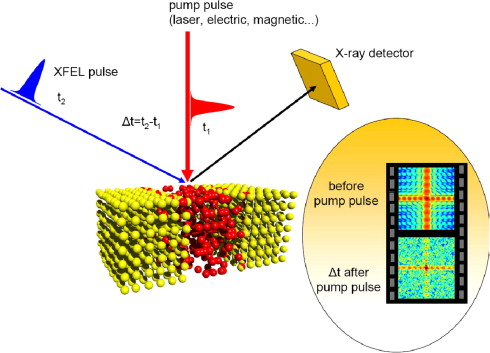 pump pulse
(laser, electric, magnetic...)
X-ray detector
XFEL pulse
t₂
Δt=t₂-t₁
t₁
before
pump pulse
Δt after
pump pulse